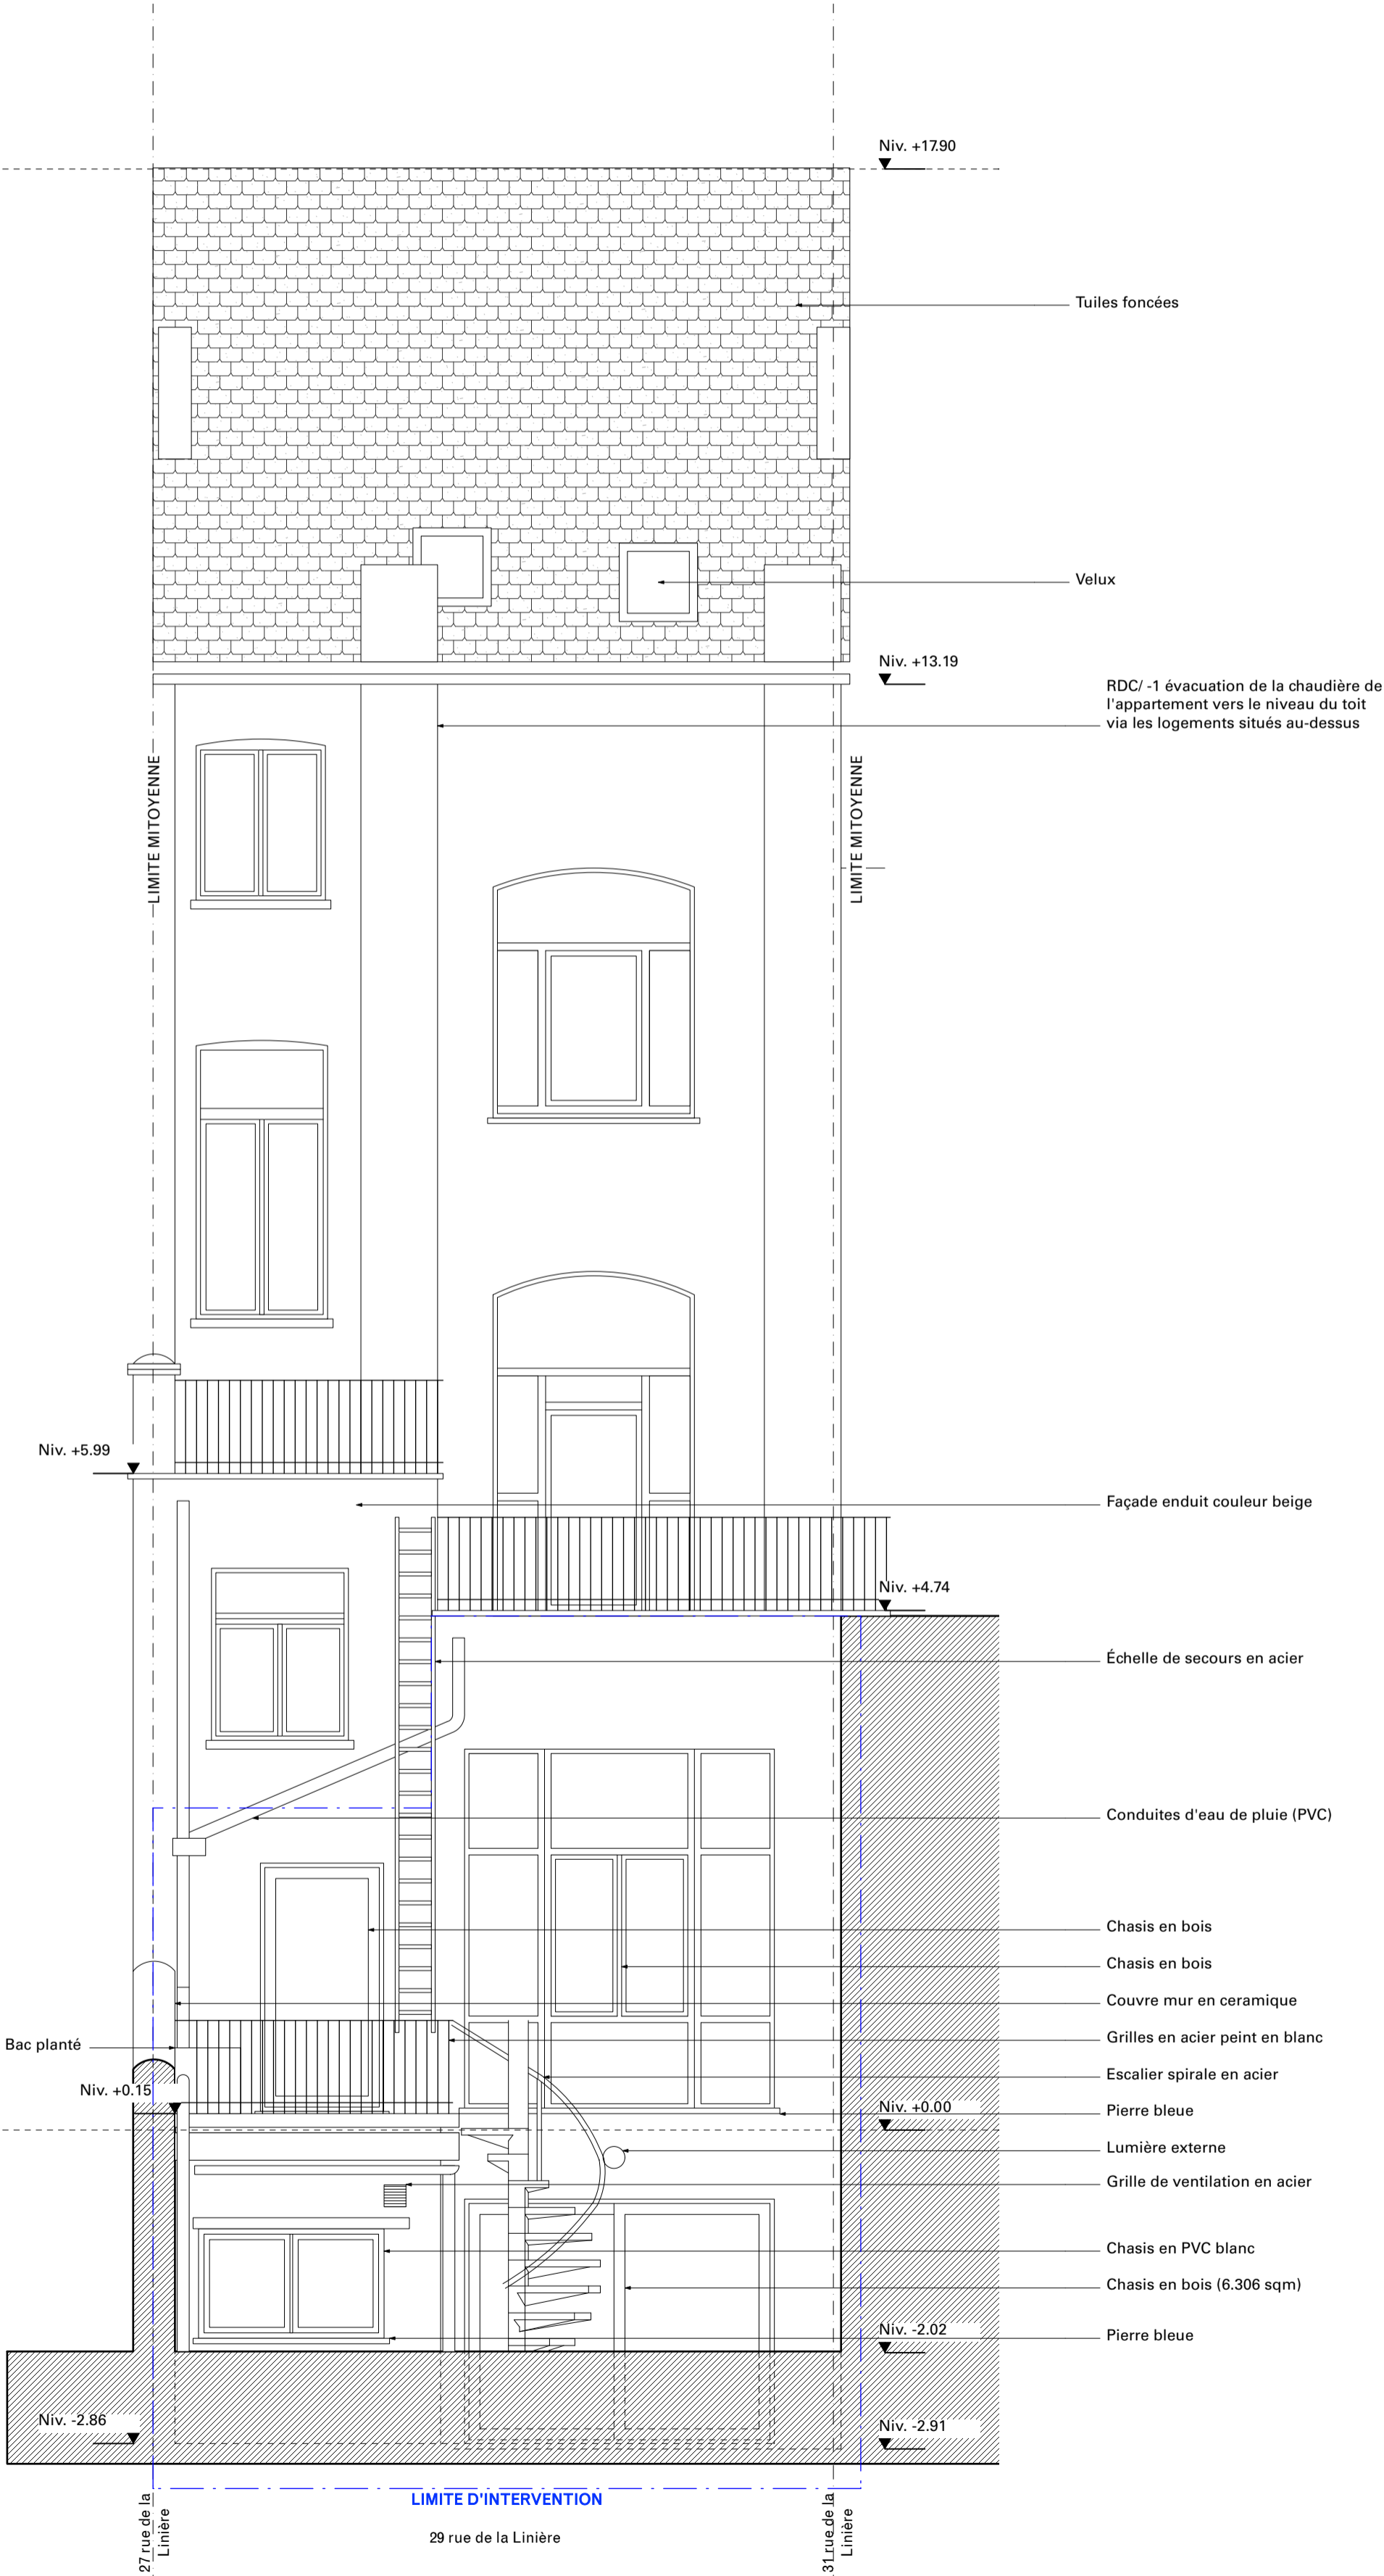 Niv. +17.90
Tuiles foncées
Velux
Niv. +13.19
RDC/ -1 évacuation de la chaudière de
l'appartement vers le niveau du toit
via les logements situés au-dessus
LIMITE MITOYENNE
LIMITE MITOYENNE
Niv. +5.99
Façade enduit couleur beige
Niv. +4.74
Échelle de secours en acier
Conduites d'eau de pluie (PVC)
Chasis en bois
Chasis en bois
Couvre mur en ceramique
Grilles en acier peint en blanc
Bac planté
Escalier spirale en acier
Niv. +0.15
Niv. +0.00
Pierre bleue
Lumière externe
Grille de ventilation en acier
Chasis en PVC blanc
Chasis en bois (6.306 sqm)
Niv. -2.02
Pierre bleue
Niv. -2.86
Niv. -2.91
LIMITE D'INTERVENTION
27 rue de la
Linière
29 rue de la Linière
31 rue de la
Linière